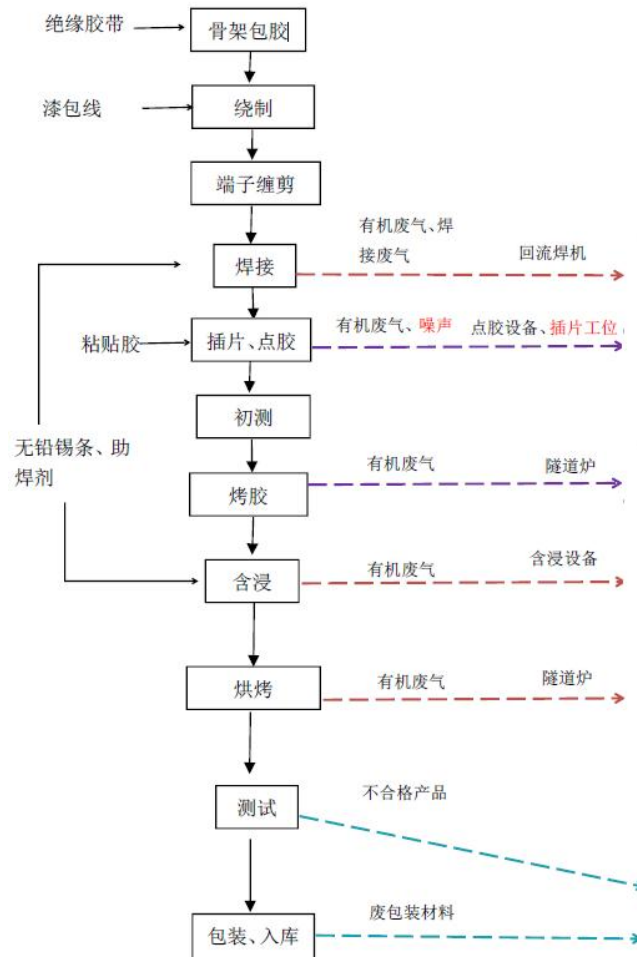 绝缘胶带
骨架包胶
漆包线
绕制
端子缠剪
有机废气、焊
接废气
回流焊机
焊接
粘贴胶
插片、点胶
有机废气、噪声
点胶设备、插片工位
初测
无铅锡条、助
焊剂
有机废气
隧道炉
烤胶
有机废气
含浸设备
含浸
有机废气
隧道炉
烘烤
不合格产品
测试
废包装材料
包装、入库